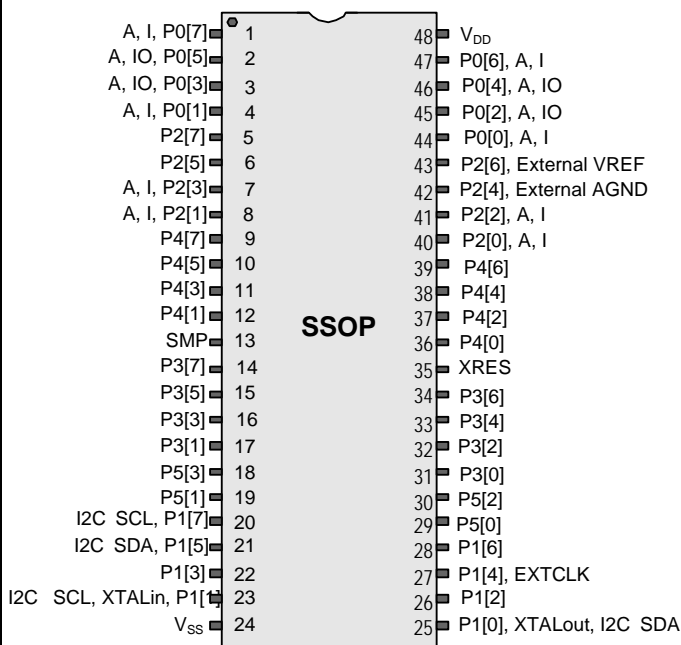 A, I, P0[7] 1 48 VDD
A, IO, P0[5] 2 47 P0[6], A, I
A, IO, P0[3] 3 46 P0[4], A, IO
A, I, P0[1] 4 45 P0[2], A, IO
P2[7] 5 44 P0[0], A, I
P2[5] 6 43 P2[6], External VREF
A, I, P2[3] 7 42 P2[4], External AGND
A, I, P2[1] 8 41 P2[2], A, I
P4[7] 9 40 P2[0], A, I
P4[5] 10 39 P4[6]
P4[3] 11 38 P4[4]
P4[1] 12 SSOP 37 P4[2]
SMP 13 36 P4[0]
P3[7] 14 35 XRES
P3[5] 15 34 P3[6]
P3[3] 16 33 P3[4]
P3[1] 17 32 P3[2]
P5[3] 18 31 P3[0]
P5[1] 19 30 P5[2]
I2C SCL, P1[7] 20 29 P5[0]
I2C SDA, P1[5] 21 28 P1[6]
P1[3] 22 27 P1[4], EXTCLK
I2C SCL, XTALin, P1[1] 23 26 P1[2]
VSS 24 25 P1[0], XTALout, I2C SDA